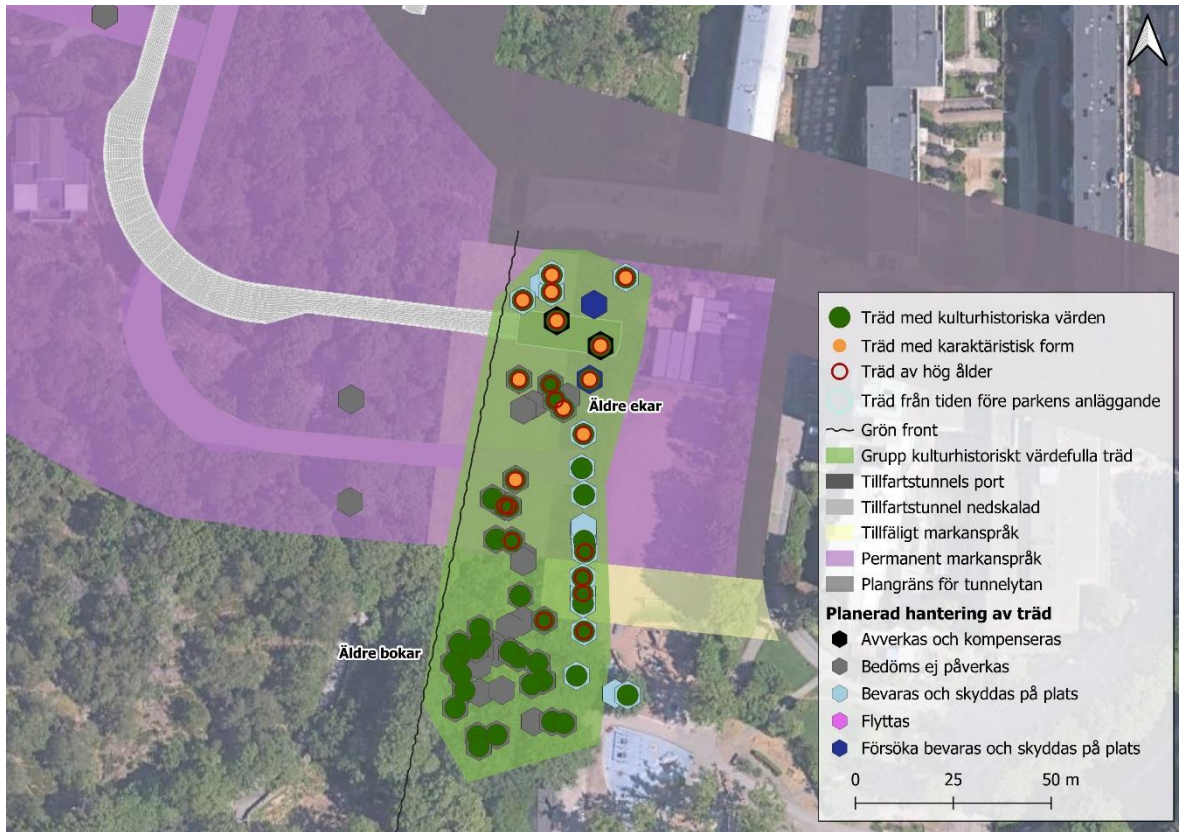 Äldre ekar
Äldre bokar
Träd med kulturhistoriska värden
Träd med karaktäristisk form
Träd av hög ålder
Träd från tiden före parkens anläggande
Grön front
Grupp kulturhistoriskt värdefulla träd
Tillfartstunnels port
Tillfartstunnel nedskalad
Tillfäligt markanspråk
Permanent markanspråk
Plangräns för tunnelytan
Planerad hantering av träd
Avverkas och kompenseras
Bedöms ej påverkas
Bevaras och skyddas på plats
Flyttas
Försöka bevaras och skyddas på plats
0 25 50 m